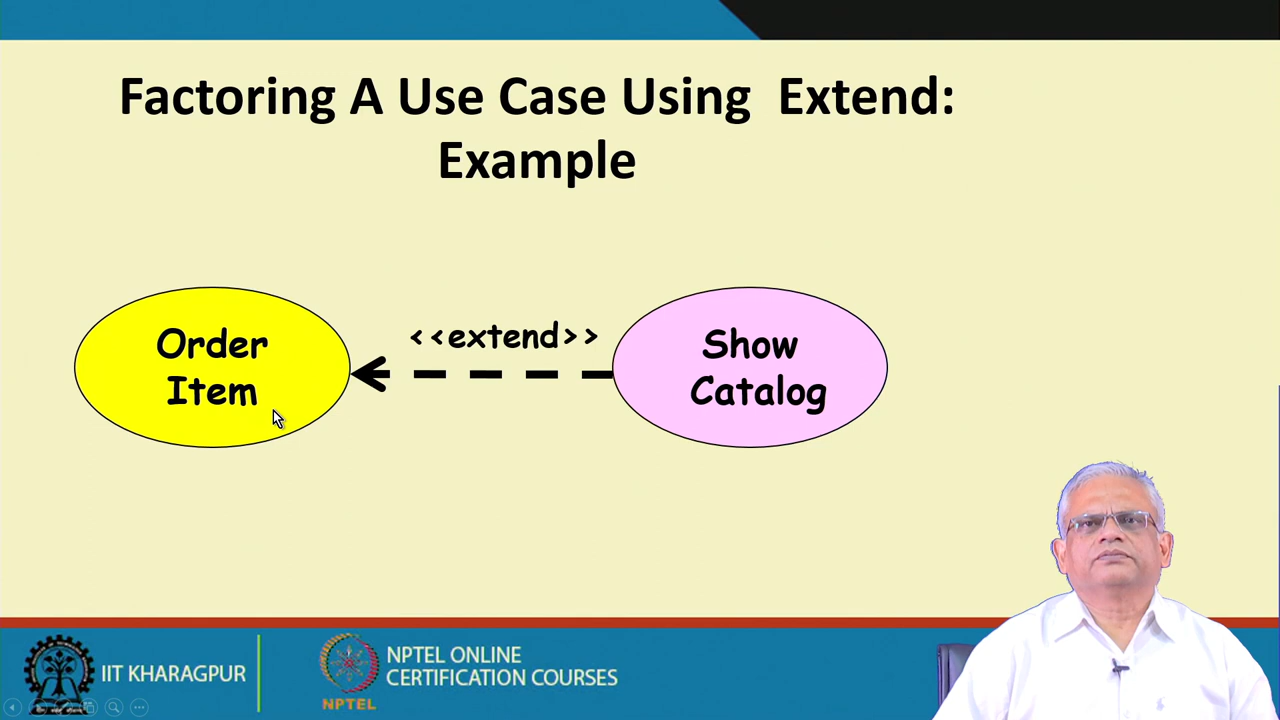 Factoring A Use Case Using Extend:
Example
Order
Item
<<extend>>
Show
Catalog
IIT KHARAGPUR
NPTEL
NPTEL ONLINE
CERTIFICATION COURSES